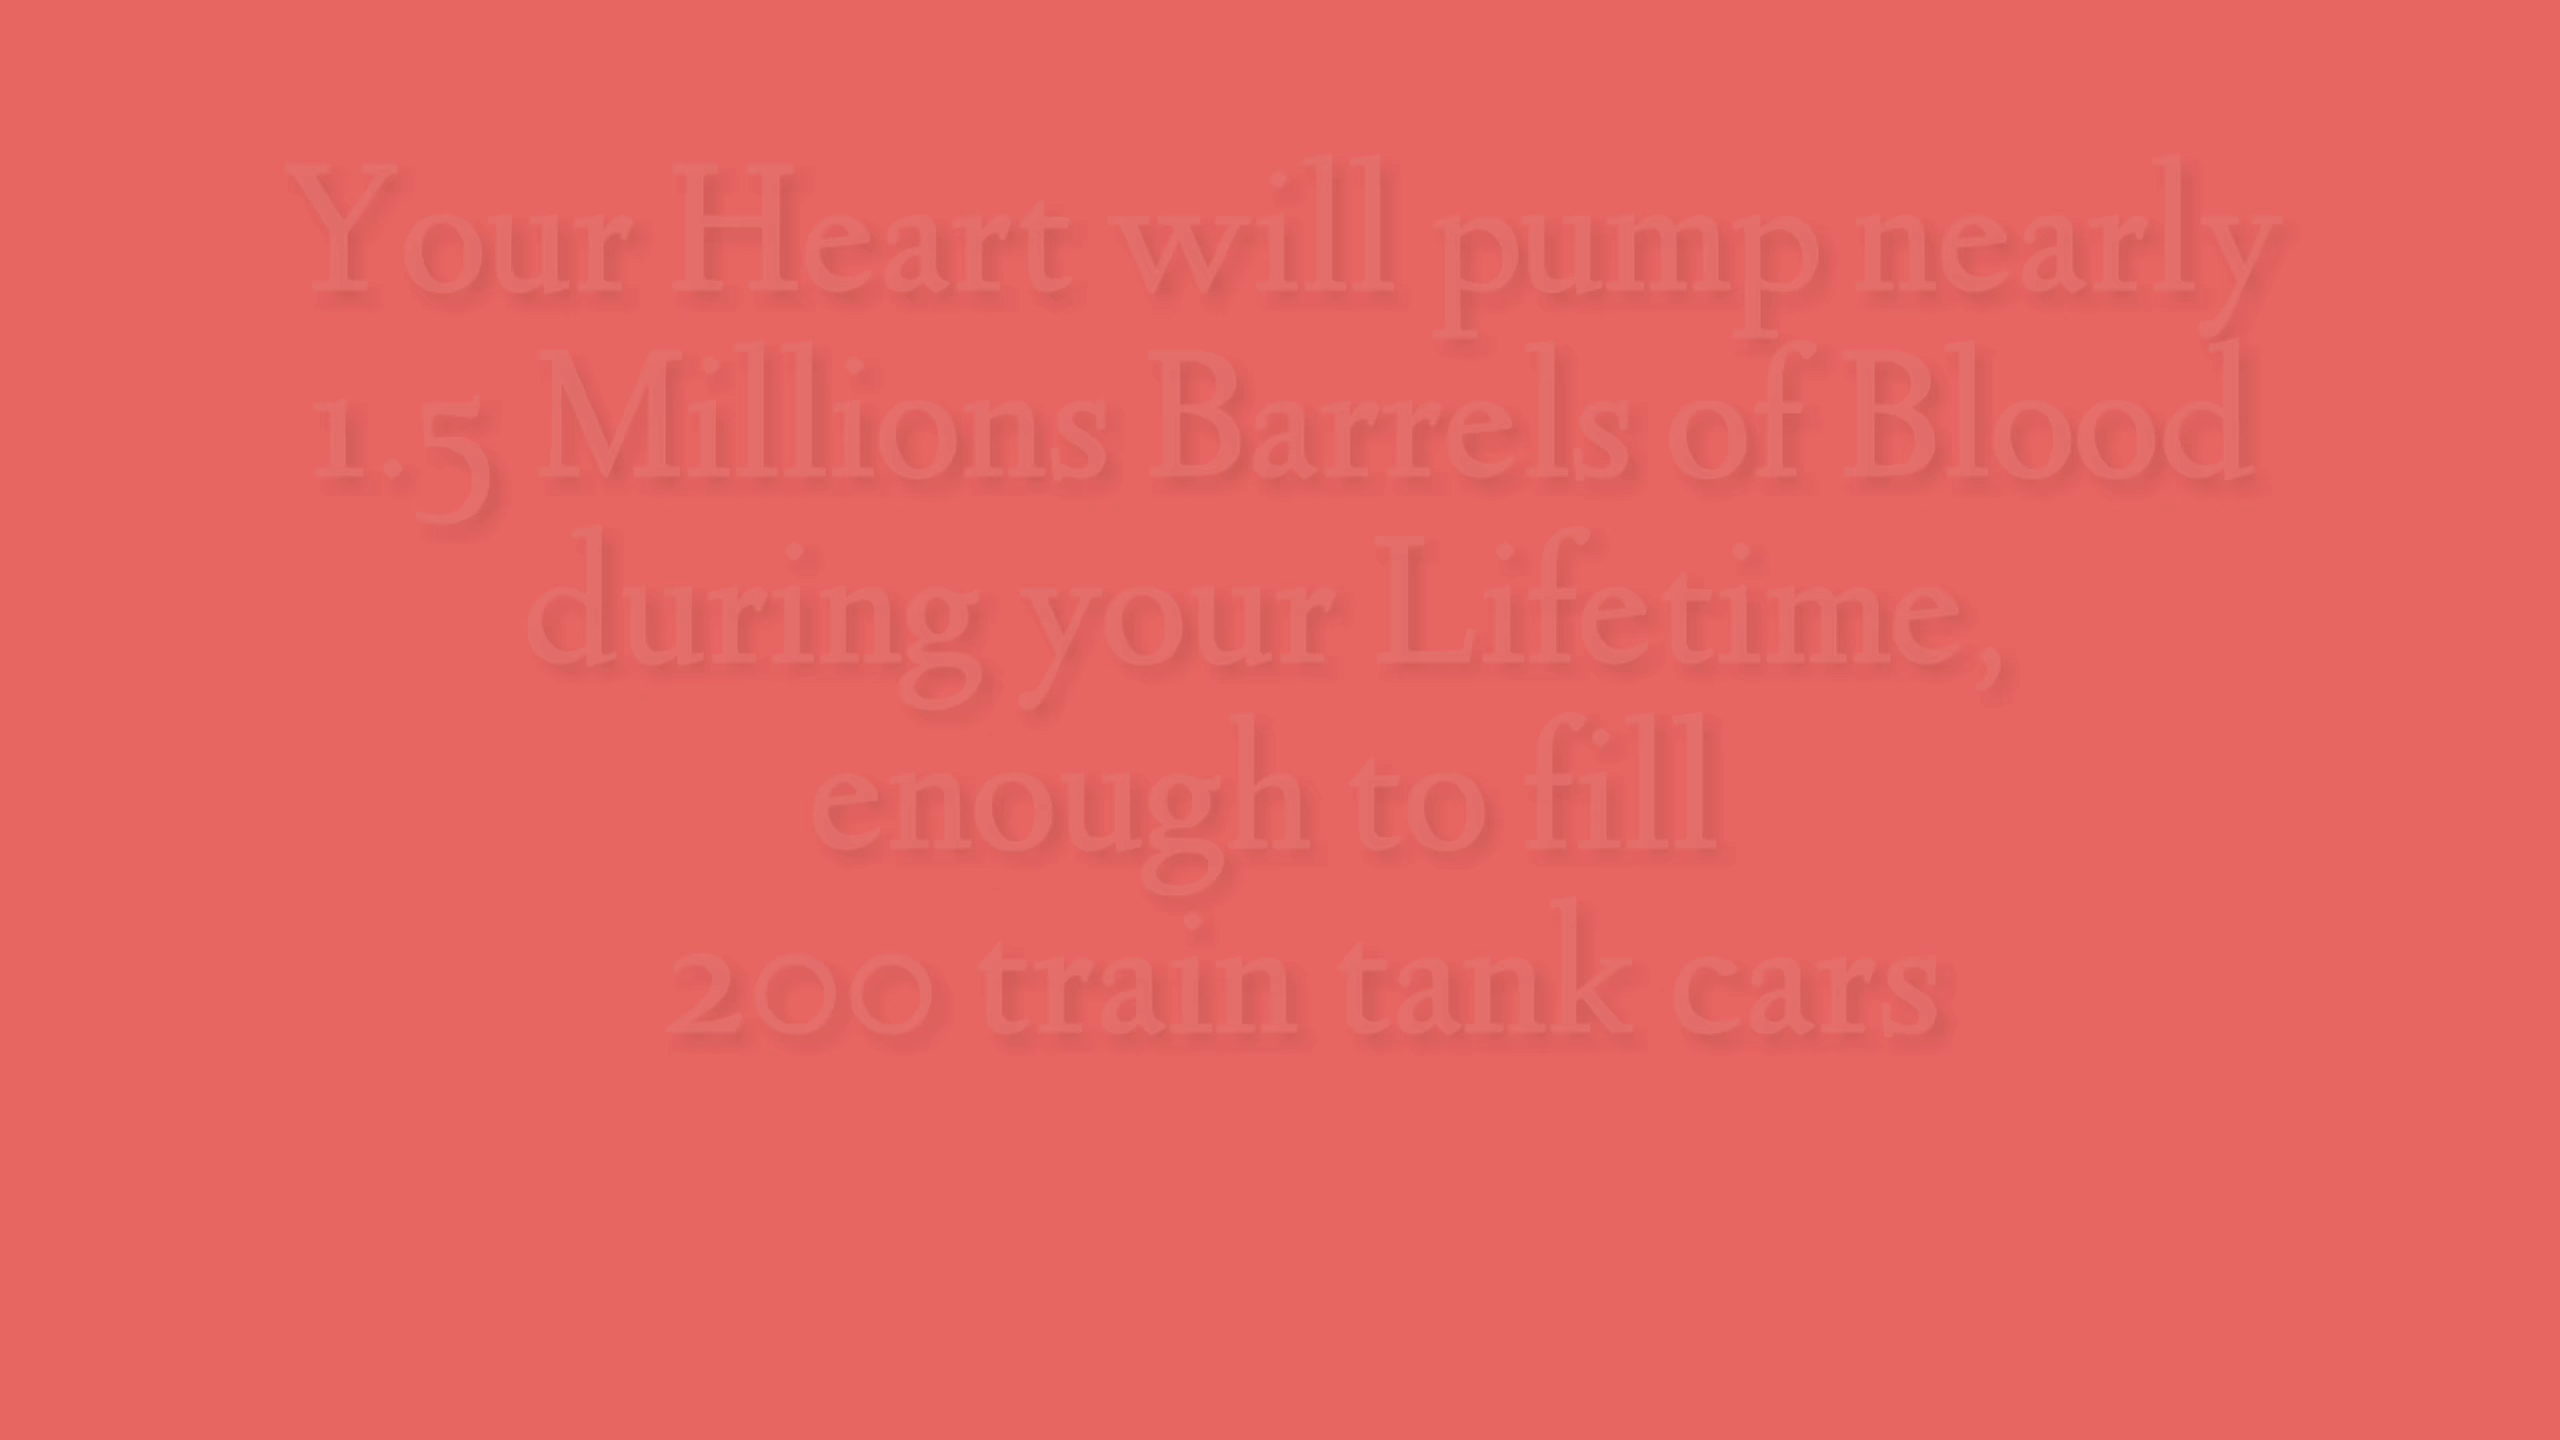 Your Heart will pump nearly
1.5 Millions Barrels of Blood
during your Lifetime,
enough to fill
200 train tank cars